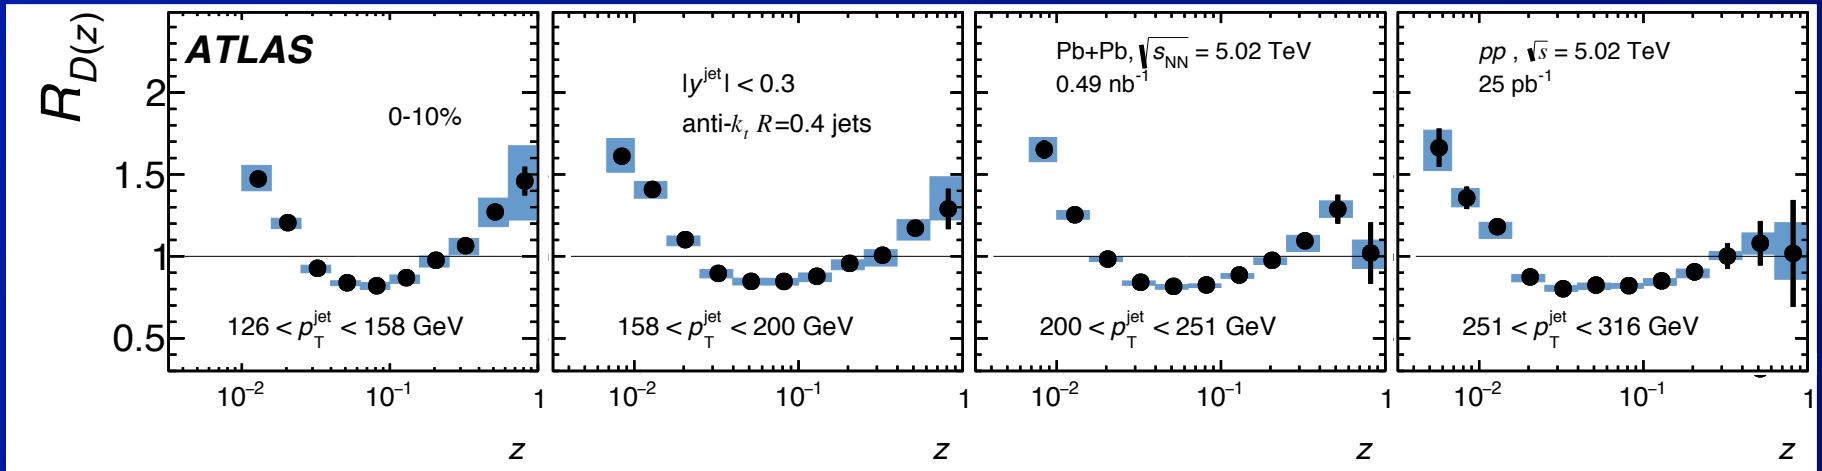 R_{D(z)}
ATLAS
0-10%
|y^{jet}| < 0.3
anti-k_t R=0.4 jets
Pb+Pb, √s_{NN} = 5.02 TeV
0.49 nb^{-1}
pp , √s = 5.02 TeV
25 pb^{-1}
2
1.5
1
0.5
126 < p_T^{jet} < 158 GeV
158 < p_T^{jet} < 200 GeV
200 < p_T^{jet} < 251 GeV
251 < p_T^{jet} < 316 GeV
10^{−2} 10^{−1} 1
10^{−2} 10^{−1} 1
10^{−2} 10^{−1} 1
10^{−2} 10^{−1} 1
z z z z